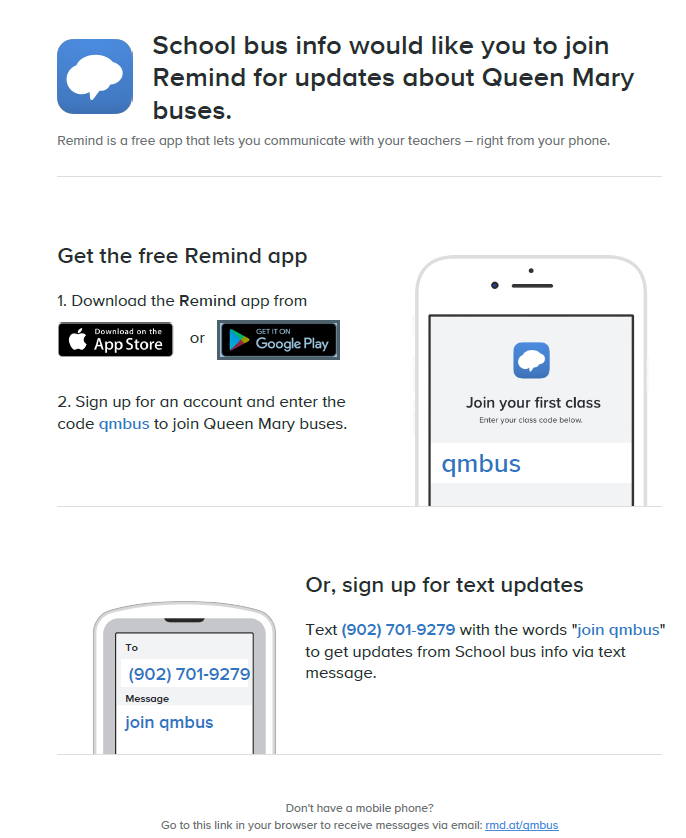 School bus info would like you to join
Remind for updates about Queen Mary
buses.
Remind is a free app that lets you communicate with your teachers – right from your phone.
Get the free Remind app
1. Download the Remind app from
Download on the
App Store
or
GET IT ON
Google Play
2. Sign up for an account and enter the
code qmbus to join Queen Mary buses.
Join your first class
Enter your class code below.
qmbus
Or, sign up for text updates
Text (902) 701-9279 with the words "join qmbus"
to get updates from School bus info via text
message.
To
(902) 701-9279
Message
join qmbus
Don't have a mobile phone?
Go to this link in your browser to receive messages via email: rmd.at/qmbus